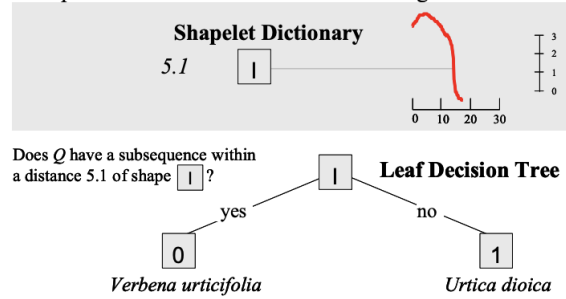 Shapelet Dictionary
5.1 I
3
2
1
0
0 10 20 30
Does Q have a subsequence within
a distance 5.1 of shape I ?
I
Leaf Decision Tree
yes no
0 1
Verbena urticifolia Urtica dioica